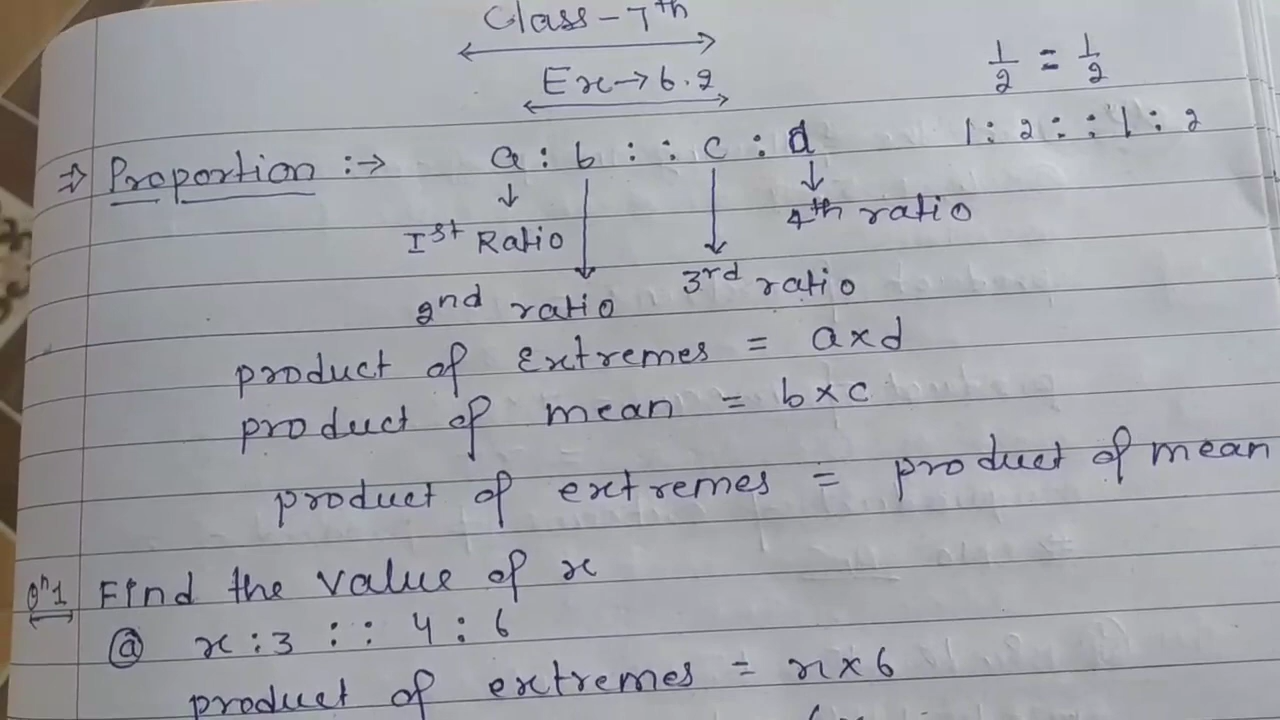 Class - 7th
Ex → 6.2
1/2 = 1/2
⇒ Proportion :→ a : b : : c : d
1 : 2 : : 1 : 2
Ist Ratio
4th ratio
2nd ratio
3rd ratio
product of Extremes = a×d
product of mean = b×c
product of extremes = product of mean
Qn1 Find the value of x
(a) x : 3 : : 4 : 6
product of extremes = x×6